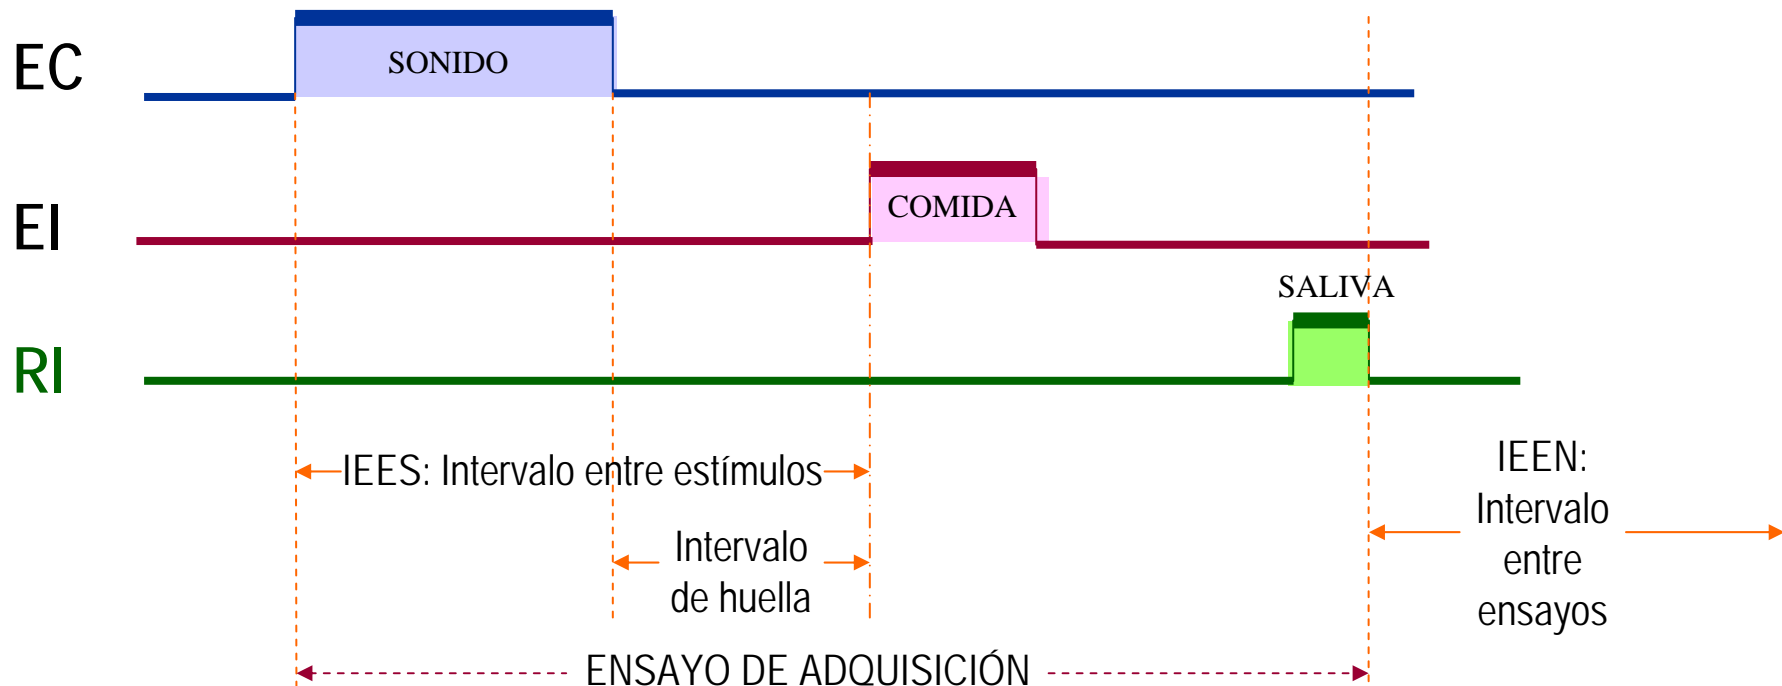 EC
SONIDO
EI
COMIDA
SALIVA
RI
IEES: Intervalo entre estímulos
Intervalo
de huella
IEEN:
Intervalo
entre
ensayos
ENSAYO DE ADQUISICIÓN